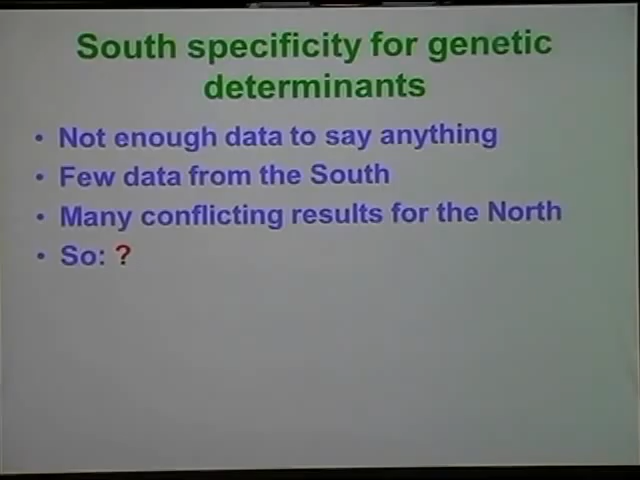 South specificity for genetic
determinants
• Not enough data to say anything
• Few data from the South
• Many conflicting results for the North
• So: ?